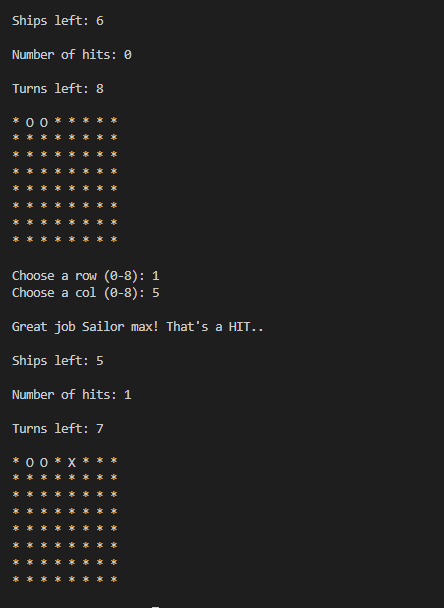 Ships left: 6
Number of hits: 0
Turns left: 8
* O O * * * * *
* * * * * * * *
* * * * * * * *
* * * * * * * *
* * * * * * * *
* * * * * * * *
* * * * * * * *
* * * * * * * *
Choose a row (0-8): 1
Choose a col (0-8): 5
Great job Sailor max! That's a HIT..
Ships left: 5
Number of hits: 1
Turns left: 7
* O O * X * * *
* * * * * * * *
* * * * * * * *
* * * * * * * *
* * * * * * * *
* * * * * * * *
* * * * * * * *
* * * * * * * *